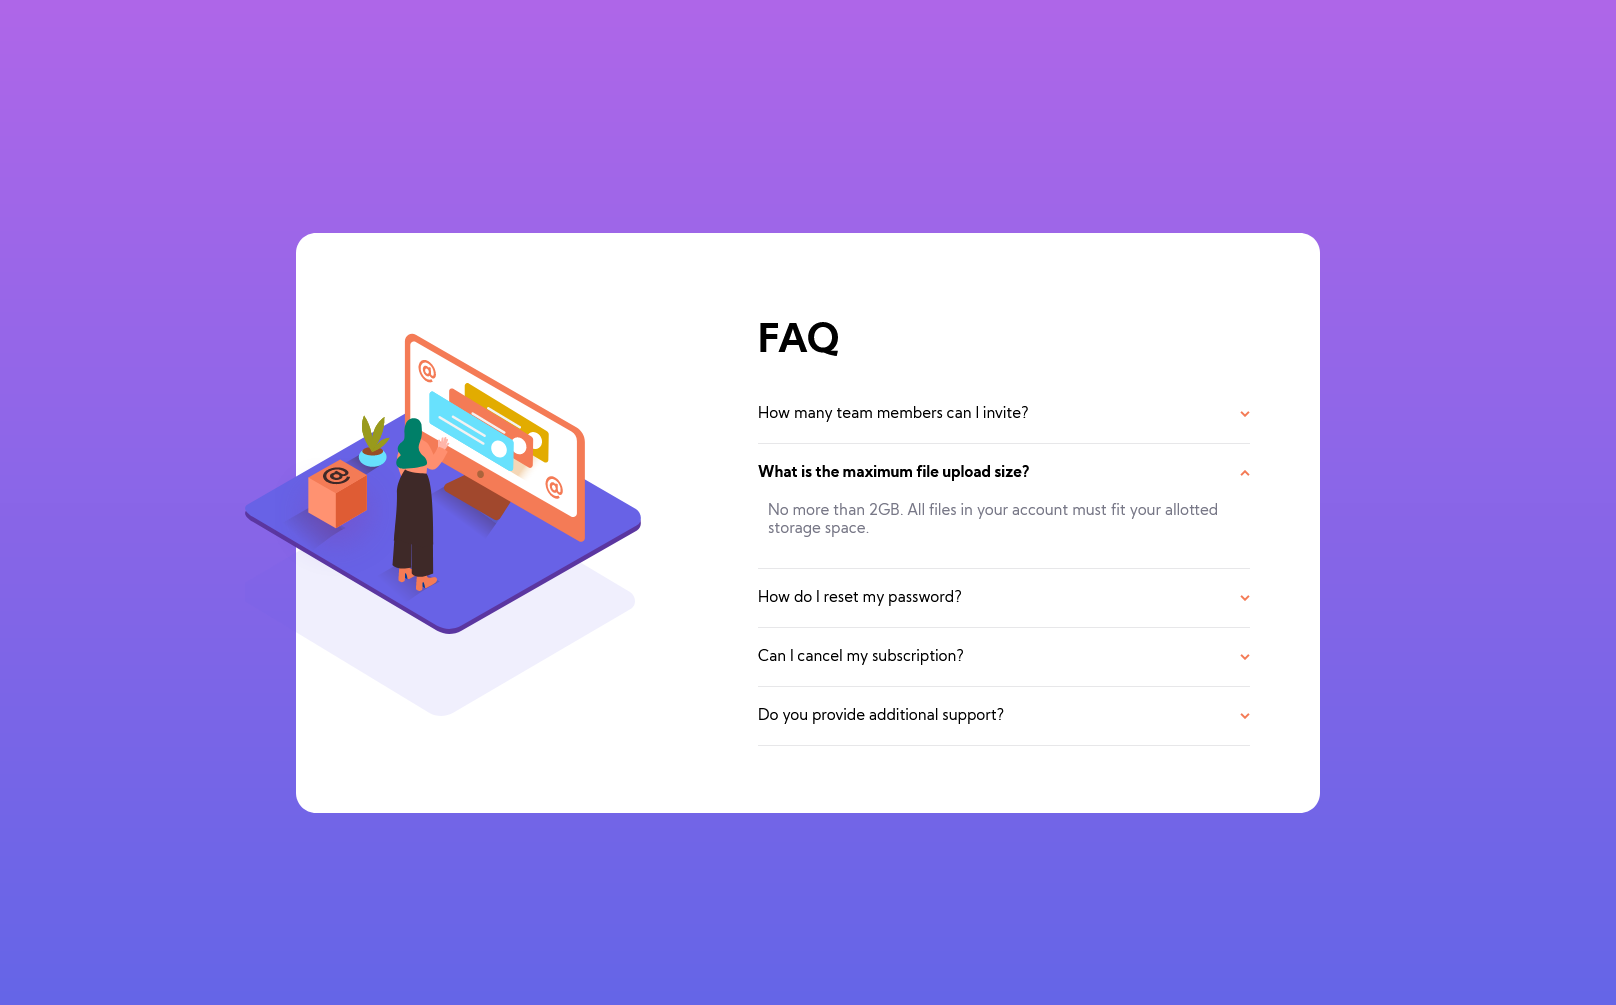 FAQ
How many team members can I invite?
What is the maximum file upload size?
No more than 2GB. All files in your account must fit your allotted
storage space.
How do I reset my password?
Can I cancel my subscription?
Do you provide additional support?
@
@
@